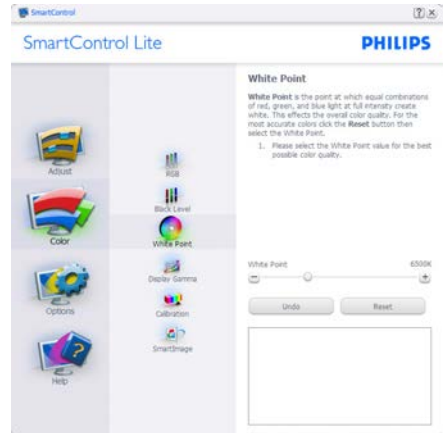 SmartControl
SmartControl Lite
PHILIPS
Adjust
Color
Options
Help
RGB
Black Level
White Point
Display Gamma
Calibration
SmartImage
White Point
White Point is the point at which equal combinations
of red, green, and blue light at full intensity create
white. This effects the overall color quality. For the
most accurate colors click the Reset button then
select the White Point.
1. Please select the White Point value for the best
possible color quality.
White Point 6500K
Undo Reset